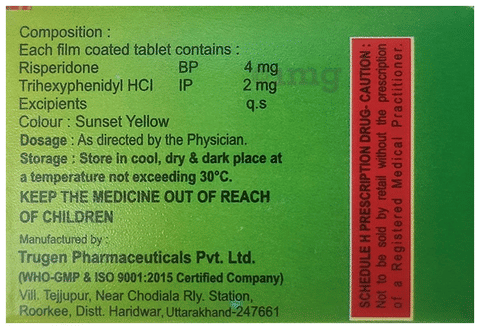 Composition :
Each film coated tablet contains :
Risperidone BP 4 mg
Trihexyphenidyl HCl IP 2 mg
Excipients q.s
Colour : Sunset Yellow
Dosage : As directed by the Physician.
Storage : Store in cool, dry & dark place at
a temperature not exceeding 30°C.
KEEP THE MEDICINE OUT OF REACH
OF CHILDREN
Manufactured by :
Trugen Pharmaceuticals Pvt. Ltd.
(WHO-GMP & ISO 9001:2015 Certified Company)
Vill. Tejjupur, Near Chodiala Rly. Station,
Roorkee, Distt. Haridwar, Uttarakhand-247661
SCHEDULE H PRESCRIPTION DRUG- CAUTION :
Not to be sold by retail without the prescription
of a Registered Medical Practitioner.